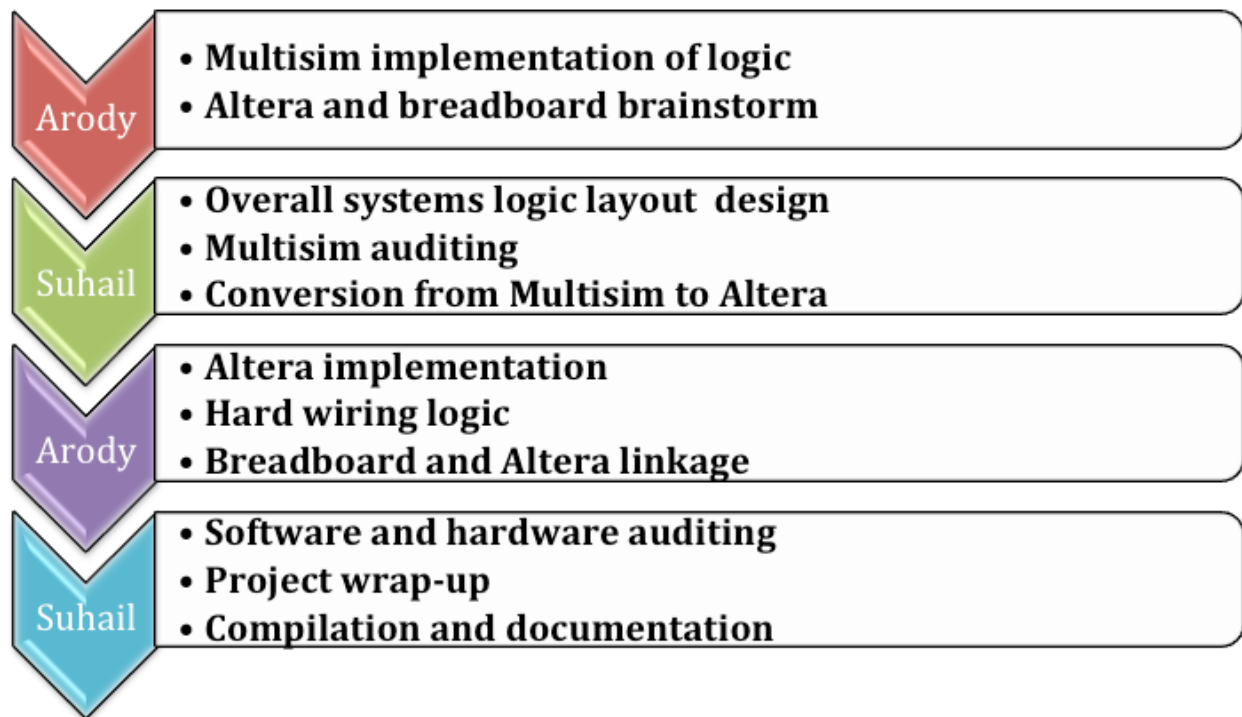 Arody
• Multisim implementation of logic
• Altera and breadboard brainstorm
Suhail
• Overall systems logic layout  design
• Multisim auditing
• Conversion from Multisim to Altera
Arody
• Altera implementation
• Hard wiring logic
• Breadboard and Altera linkage
Suhail
• Software and hardware auditing
• Project wrap-up
• Compilation and documentation